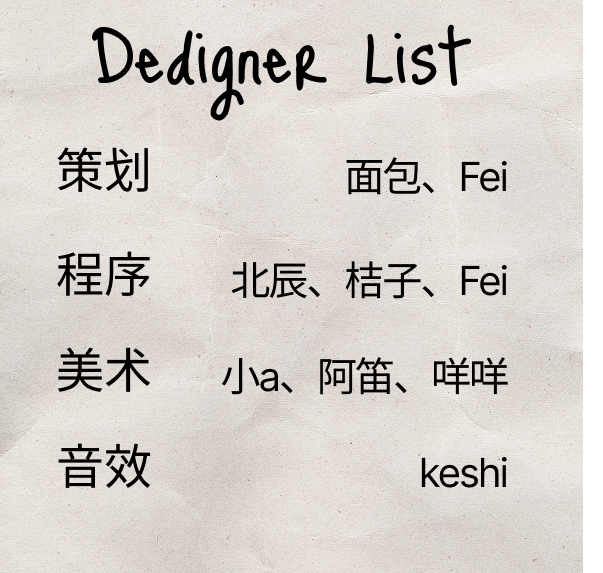 Dedigner List
策划 面包、Fei
程序 北辰、桔子、Fei
美术 小a、阿笛、咩咩
音效 keshi